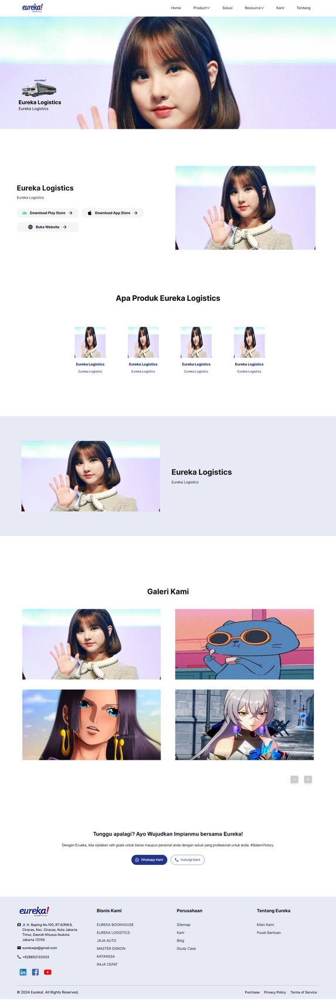 eureka!
bookhouse
Home
Product
Solusi
Resource
Karir
Tentang
eureka!
Eureka Logistics
Eureka Logistics
Eureka Logistics
Eureka Logistics
Download Play Store
Download App Store
Buka Website
Apa Produk Eureka Logistics
Eureka Logistics
Eureka Logistics
Eureka Logistics
Eureka Logistics
Eureka Logistics
Eureka Logistics
Eureka Logistics
Eureka Logistics
Eureka Logistics
Eureka Logistics
Galeri Kami
Tunggu apalagi? Ayo Wujudkan Impianmu bersama Eureka!
Dengan Erueka, kita ciptakan raih goals untuk bisnis maupun personal anda dengan solusi yang profesional untuk anda. #SalamVictory.
Whatsapp Kami
Hubungi Kami
eureka!
bookhouse
Jl. H. Baping No.100, RT.6/RW.9,
Ciracas, Kec. Ciracas, Kota Jakarta
Timur, Daerah Khusus Ibukota
Jakarta 13740
eurekaaja@gmail.com
+628852133333
Bisnis Kami
EUREKA BOOKHOUSE
EUREKA LOGISTICS
JAJA AUTO
MASTER DISKON
KATARASA
RAJA CEPAT
Perusahaan
Sitemap
Karir
Blog
Study Case
Tentang Eureka
Klien Kami
Pusat Bantuan
© 2024 Eureka!. All Rights Reserved.
Purchase
Privacy Policy
Terms of Service